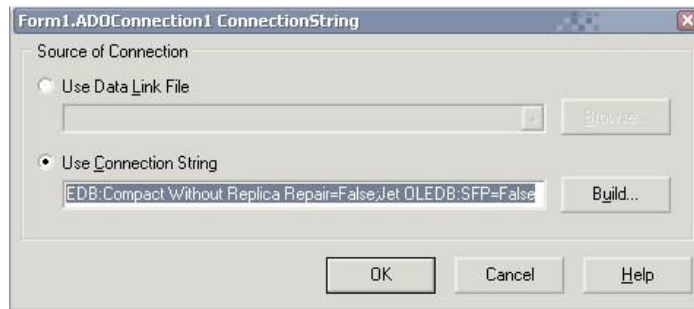 Form1.ADOConnection1 ConnectionString
Source of Connection
Use Data Link File
Browse...
Use Connection String
EDB:Compact Without Replica Repair=False;Jet OLEDB:SFP=False
Build...
OK Cancel Help